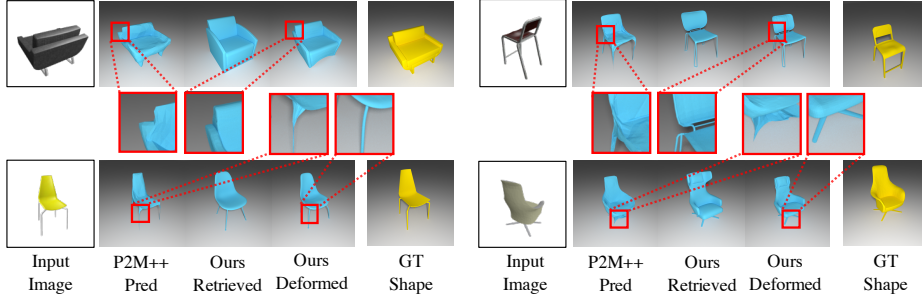 Input P2M++ Ours Ours GT Input P2M++ Ours Ours GT
Image Pred Retrieved Deformed Shape Image Pred Retrieved Deformed Shape